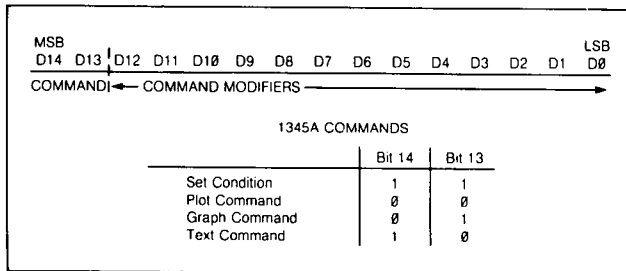 MSB LSB
D14 D13 D12 D11 D10 D9 D8 D7 D6 D5 D4 D3 D2 D1 DØ
COMMAND COMMAND MODIFIERS
1345A COMMANDS
Bit 14 Bit 13
Set Condition 1 1
Plot Command Ø Ø
Graph Command Ø 1
Text Command 1 Ø